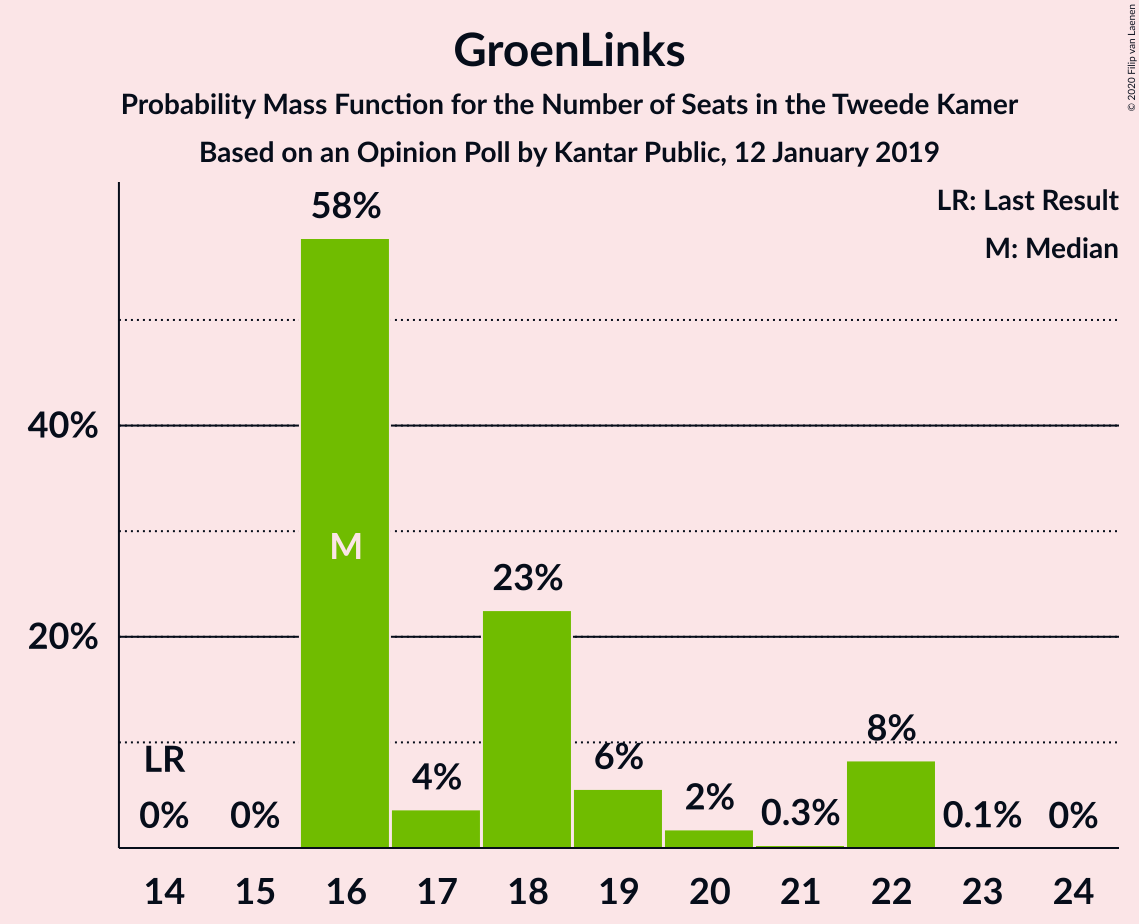 GroenLinks
Probability Mass Function for the Number of Seats in the Tweede Kamer
Based on an Opinion Poll by Kantar Public, 12 January 2019
© 2020 Filip van Laenen
LR: Last Result
M: Median
58%
40%
M
23%
20%
LR
8%
6%
4%
2%
0% 0% 0.3% 0.1% 0%
14 15 16 17 18 19 20 21 22 23 24